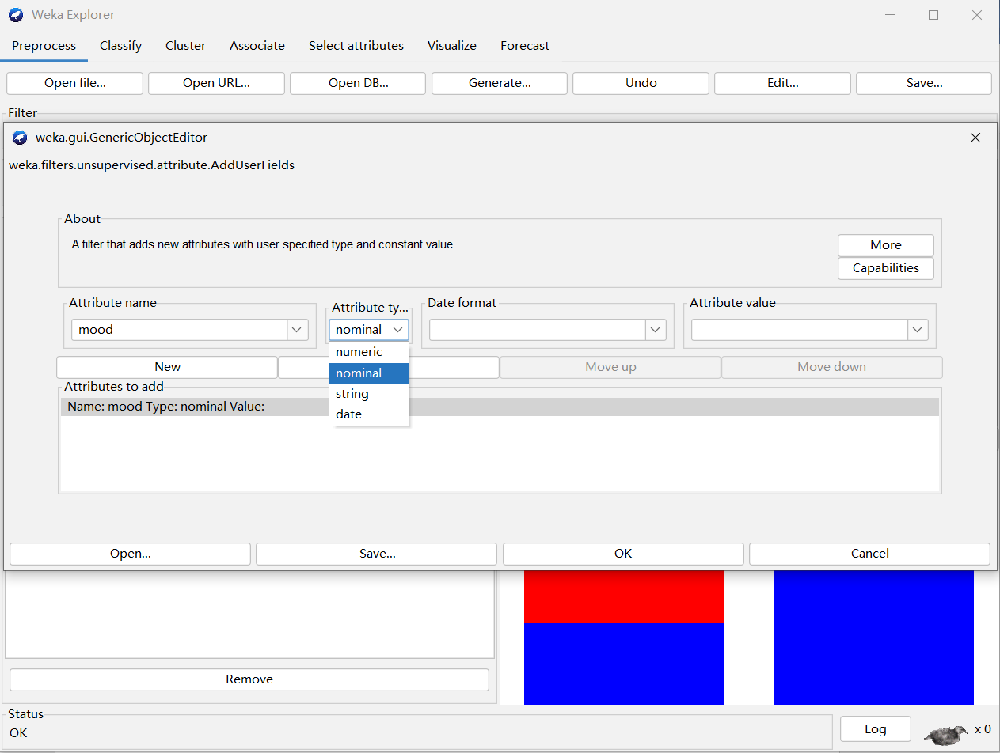 Weka Explorer
Preprocess Classify Cluster Associate Select attributes Visualize Forecast
Open file... Open URL... Open DB... Generate... Undo Edit... Save...
Filter
weka.gui.GenericObjectEditor
weka.filters.unsupervised.attribute.AddUserFields
About
A filter that adds new attributes with user specified type and constant value.
More
Capabilities
Attribute name Attribute ty... Date format Attribute value
mood nominal
numeric
New Move up Move down
nominal
Attributes to add
string
Name: mood Type: nominal Value:
date
Open... Save... OK Cancel
Remove
Status
OK
Log x 0